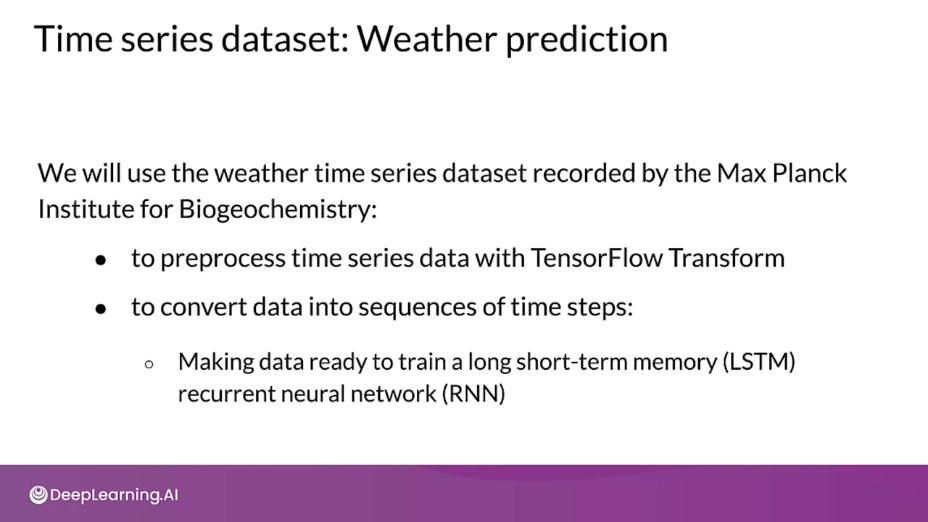 Time series dataset: Weather prediction
We will use the weather time series dataset recorded by the Max Planck
Institute for Biogeochemistry:
● to preprocess time series data with TensorFlow Transform
● to convert data into sequences of time steps:
○ Making data ready to train a long short-term memory (LSTM)
recurrent neural network (RNN)
DeepLearning.AI